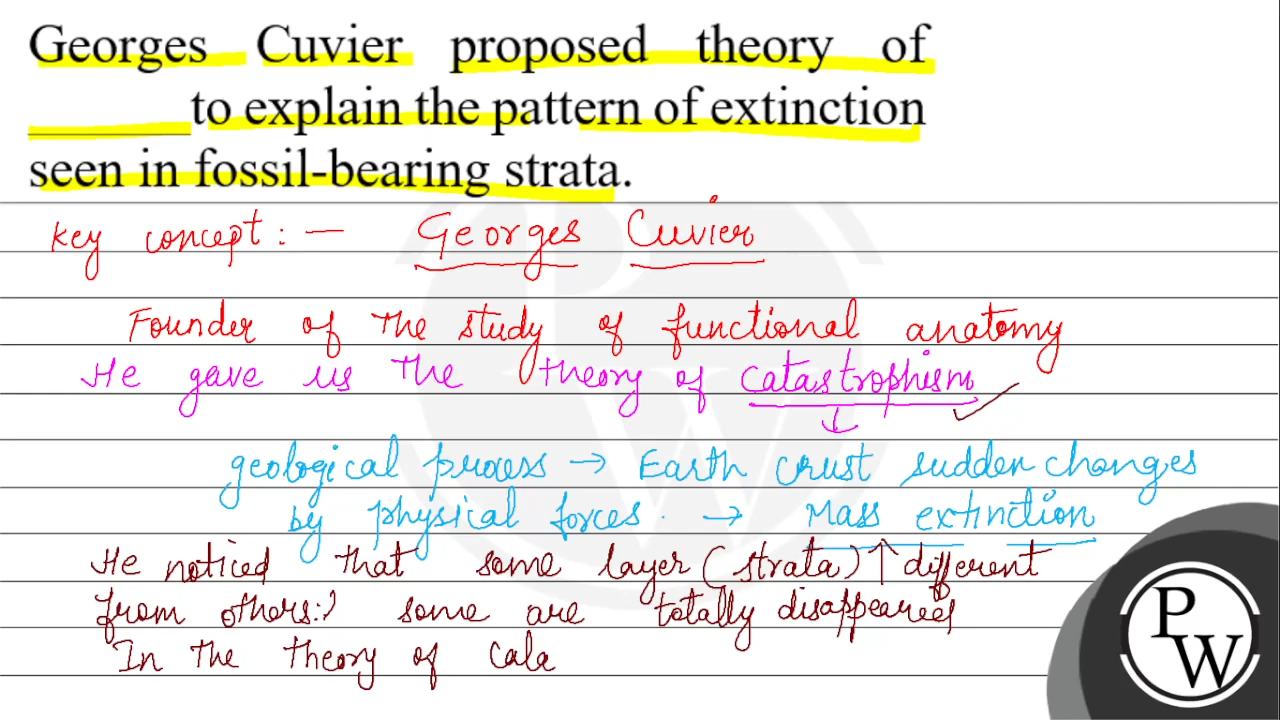 Georges Cuvier proposed theory of
________ to explain the pattern of extinction
seen in fossil-bearing strata.
Key concept :- Georges Cuvier
Founder of the study of functional anatomy
He gave us the theory of catastrophism ✓
↓
geological process → Earth crust sudden changes
by physical forces. → Mass extinction
He noticed that some layer (strata) ↑ different
from others:) some are totally disappeared
In the theory of cala
P
W